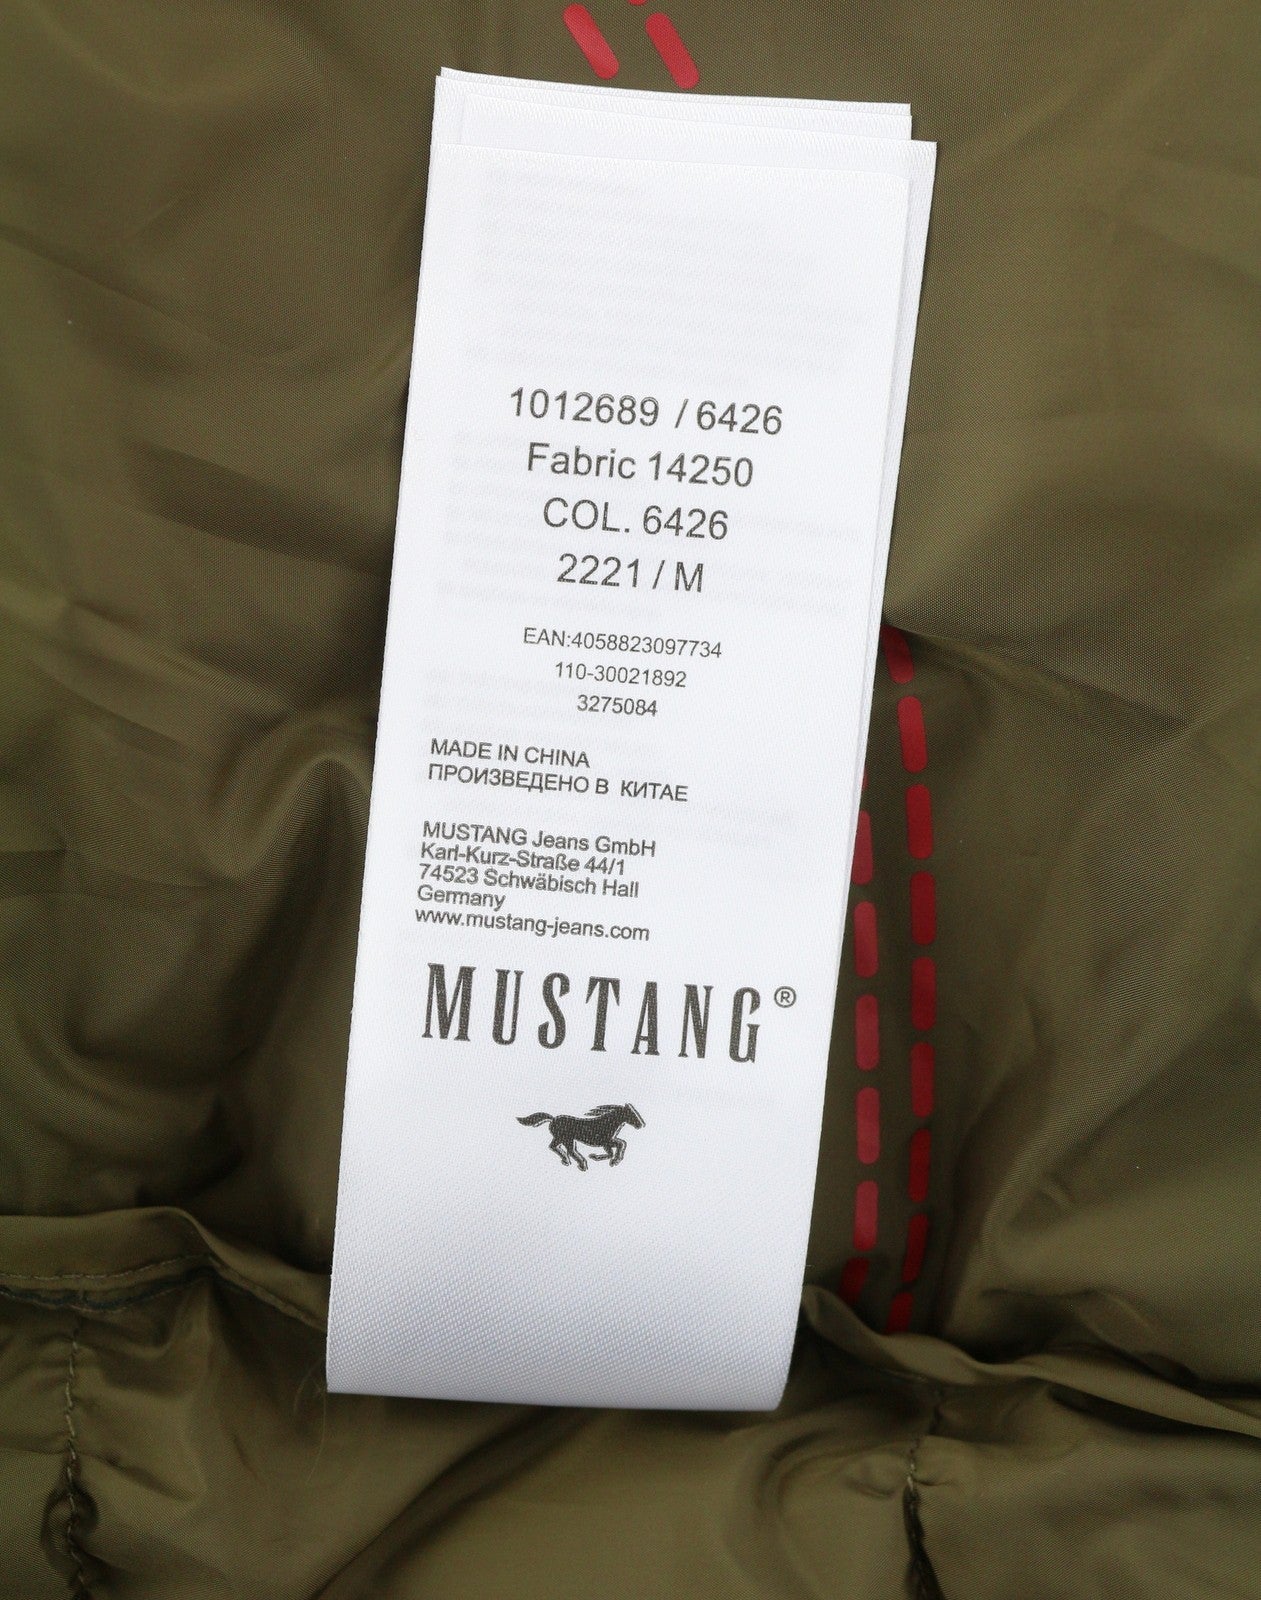 1012689 / 6426
Fabric 14250
COL. 6426
2221 / M
EAN:4058823097734
110-30021892
3275084
MADE IN CHINA
ПРОИЗВЕДЕНО В КИТАЕ
MUSTANG Jeans GmbH
Karl-Kurz-Straße 44/1
74523 Schwäbisch Hall
Germany
www.mustang-jeans.com
MUSTANG®